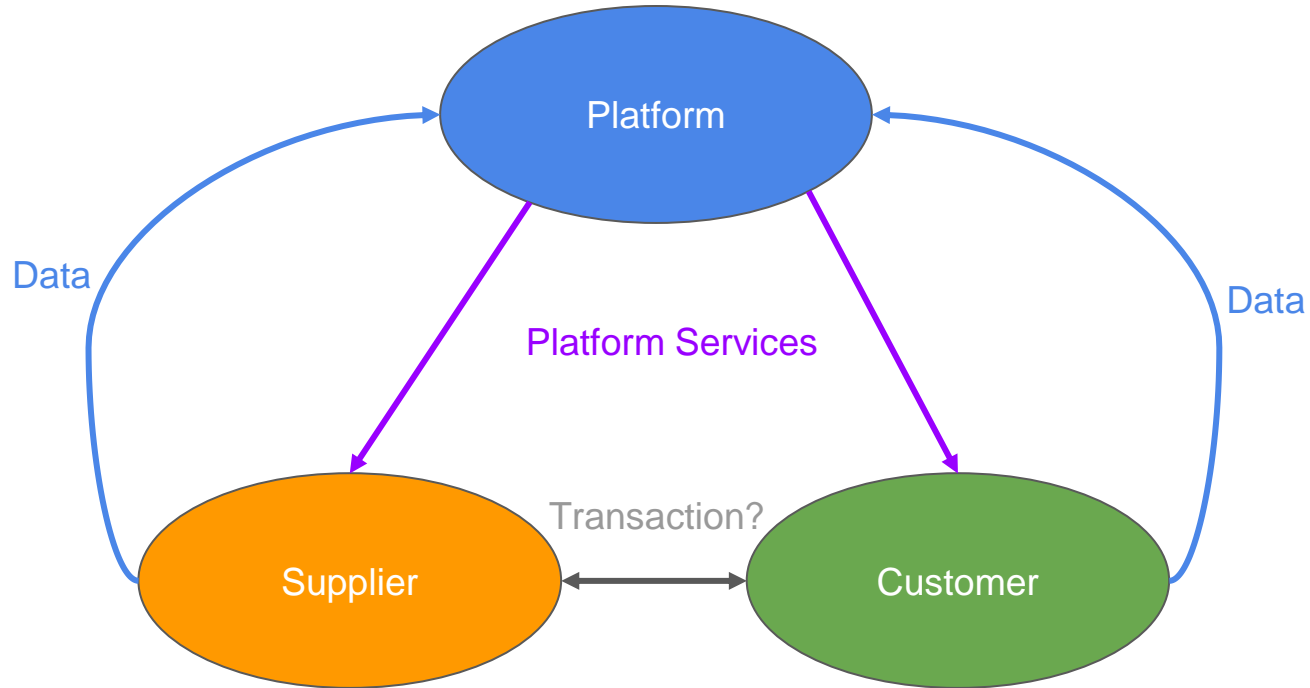 Platform
Data
Data
Platform Services
Transaction?
Supplier
Customer